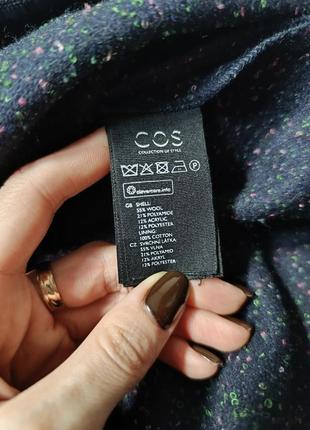 COS
COLLECTION OF STYLE
P
clevercare.info
GB SHELL:
55% WOOL
21% POLYAMIDE
12% ACRYLIC
12% POLYESTER
LINING:
100% COTTON
CZ SVRCHNÍ LÁTKA
55% VLNA
21% POLYAMID
12% AKRYL
12% POLYESTER